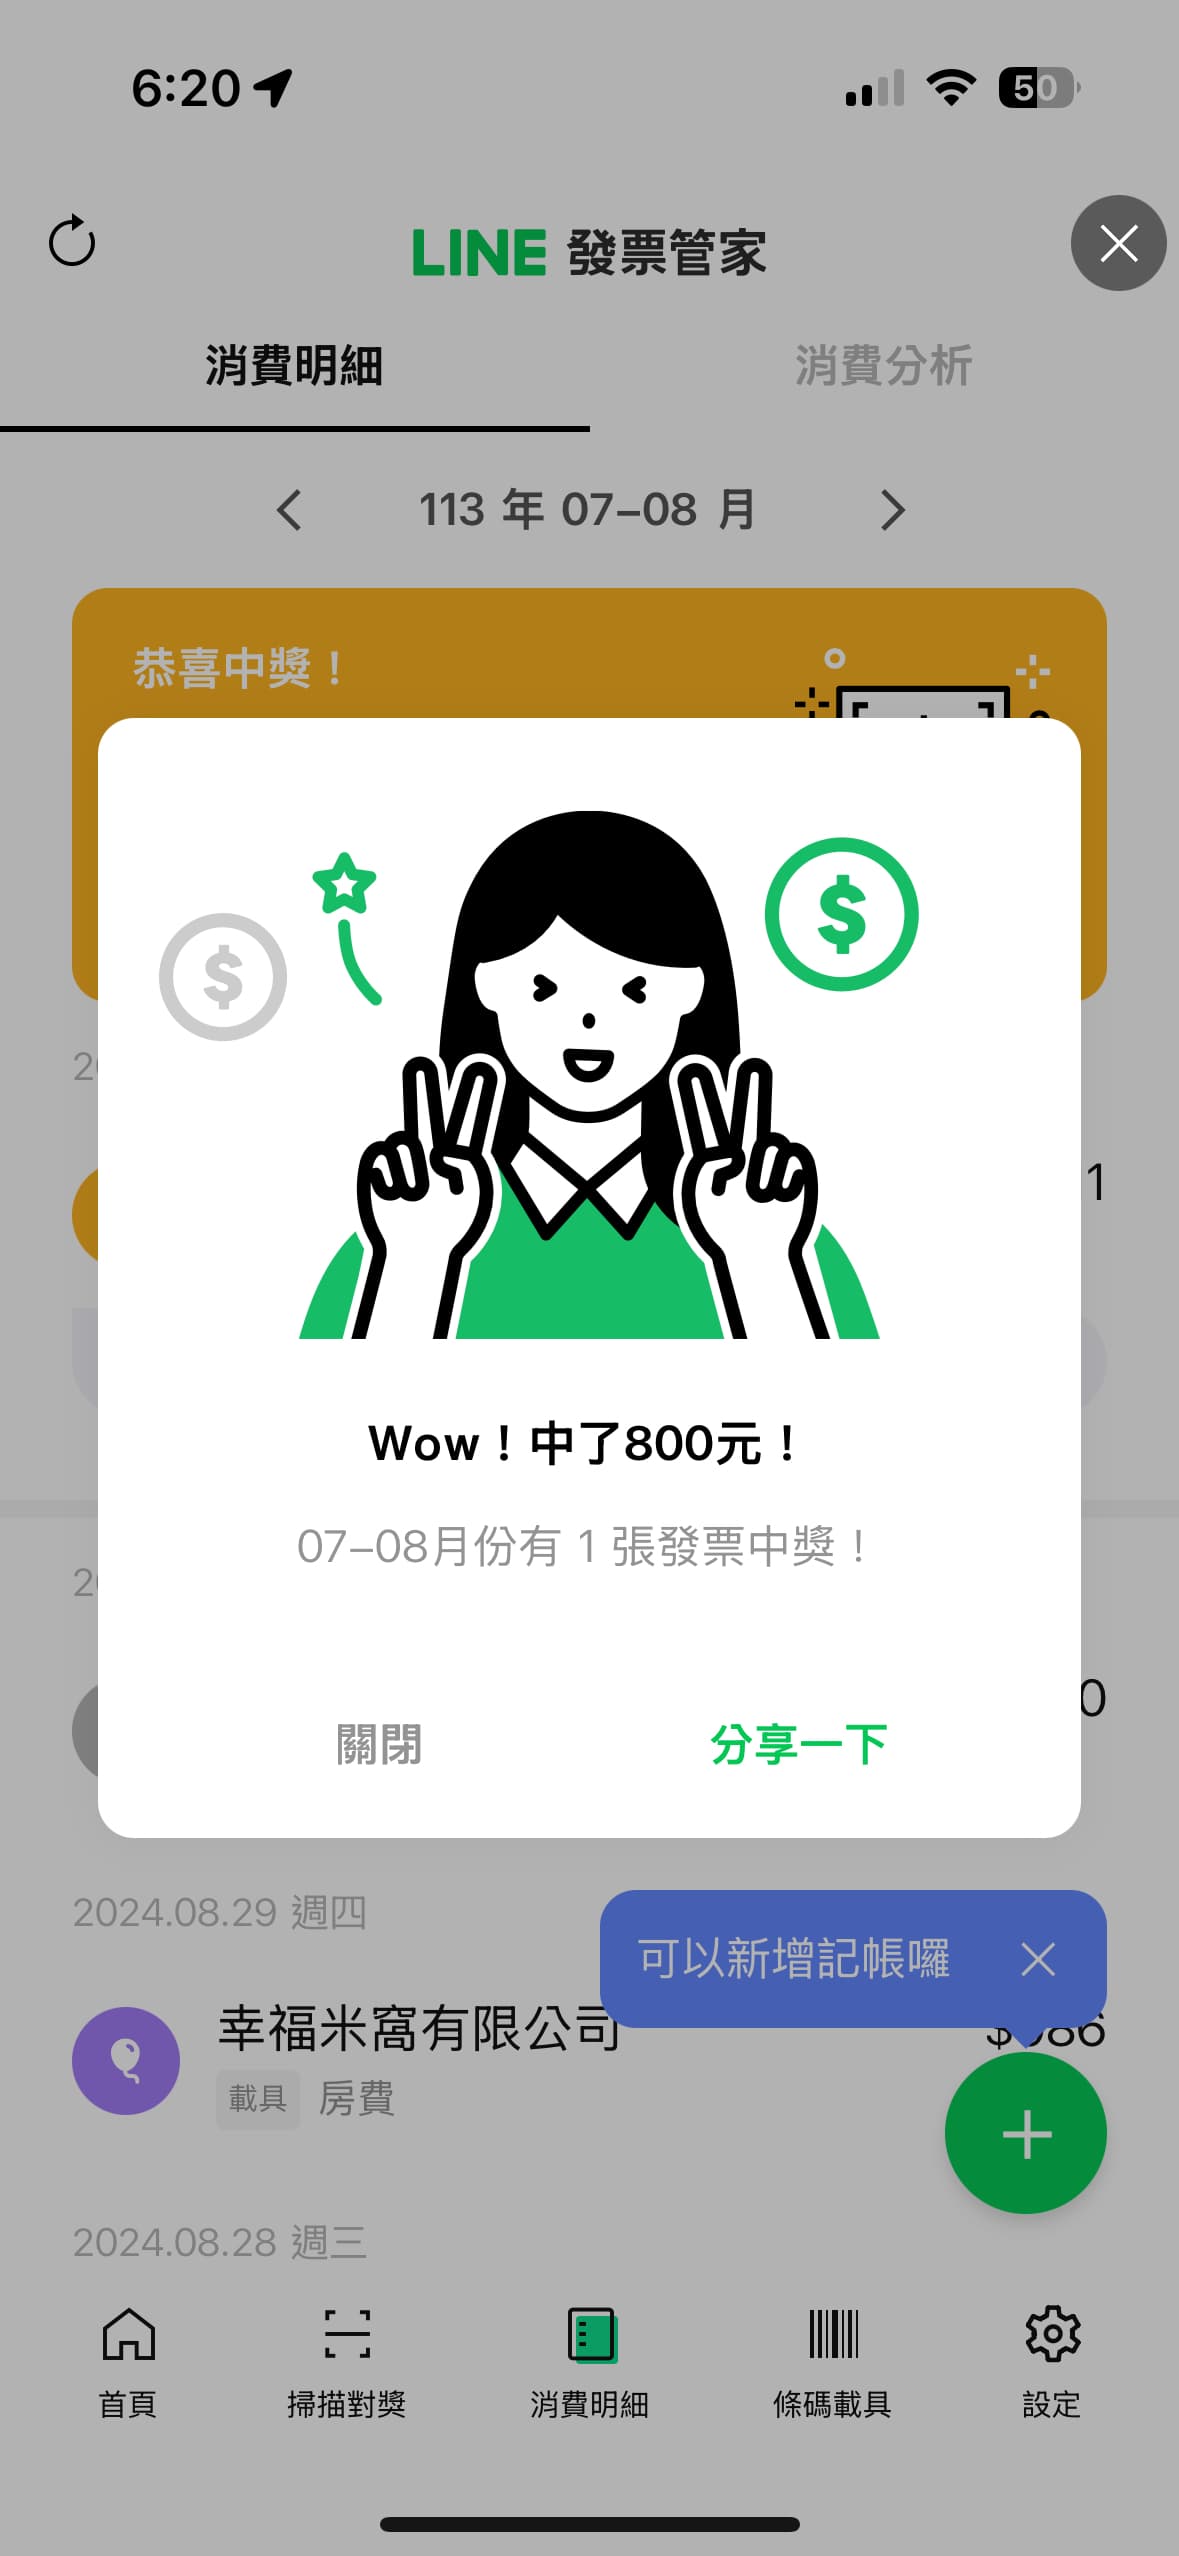 6:20
50
LINE 發票管家
消費明細
消費分析
113 年 07–08 月
恭喜中獎！
Wow！中了800元！
07–08月份有 1 張發票中獎！
關閉
分享一下
2024.08.29 週四
可以新增記帳囉
幸福米窩有限公司
載具 房費
2024.08.28 週三
首頁
掃描對獎
消費明細
條碼載具
設定